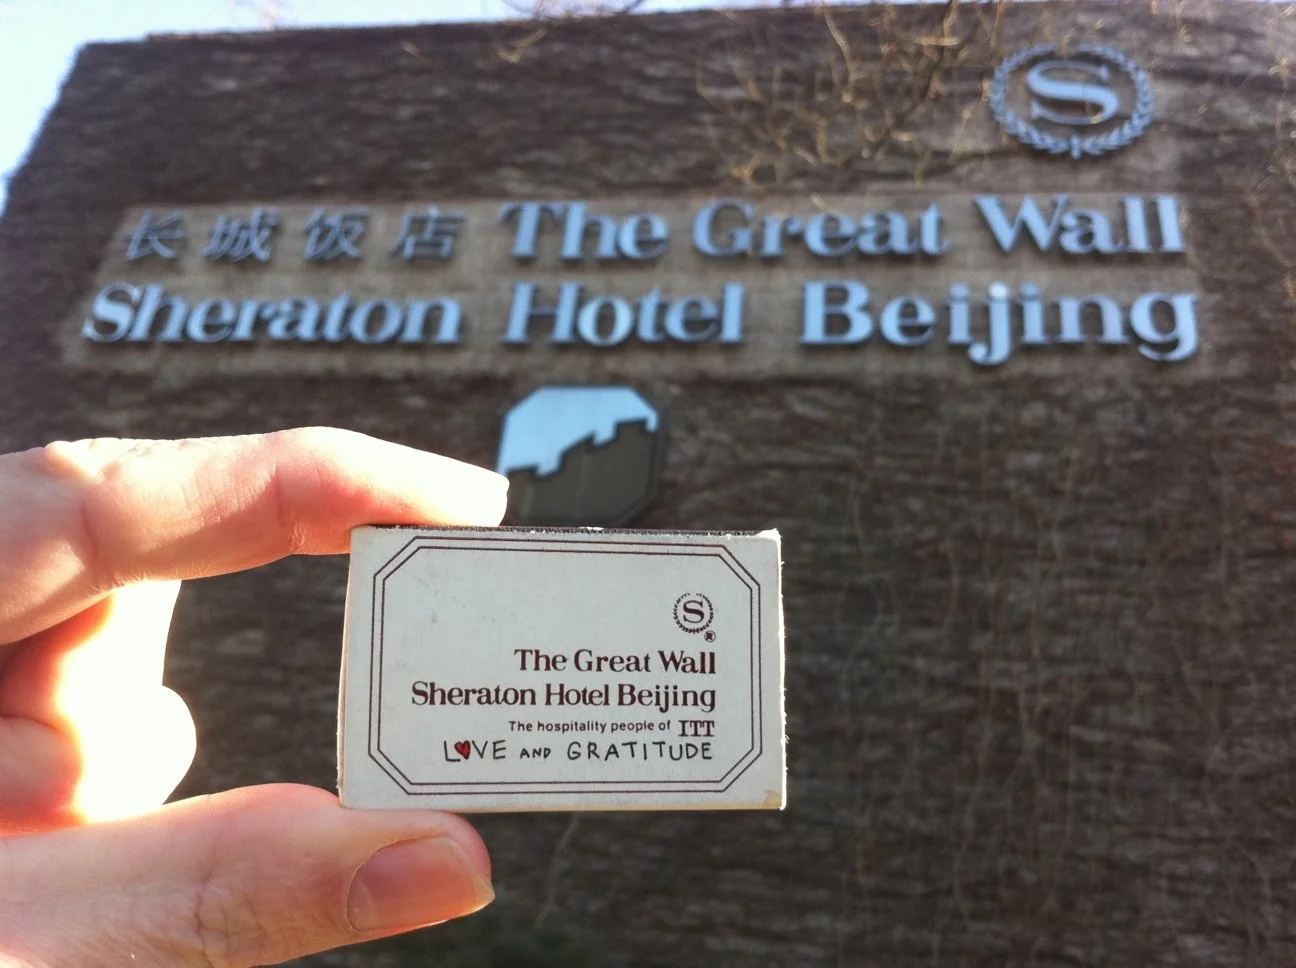 S
长城饭店 The Great Wall
Sheraton Hotel Beijing
S
®
The Great Wall
Sheraton Hotel Beijing
The hospitality people of ITT
LOVE AND GRATITUDE